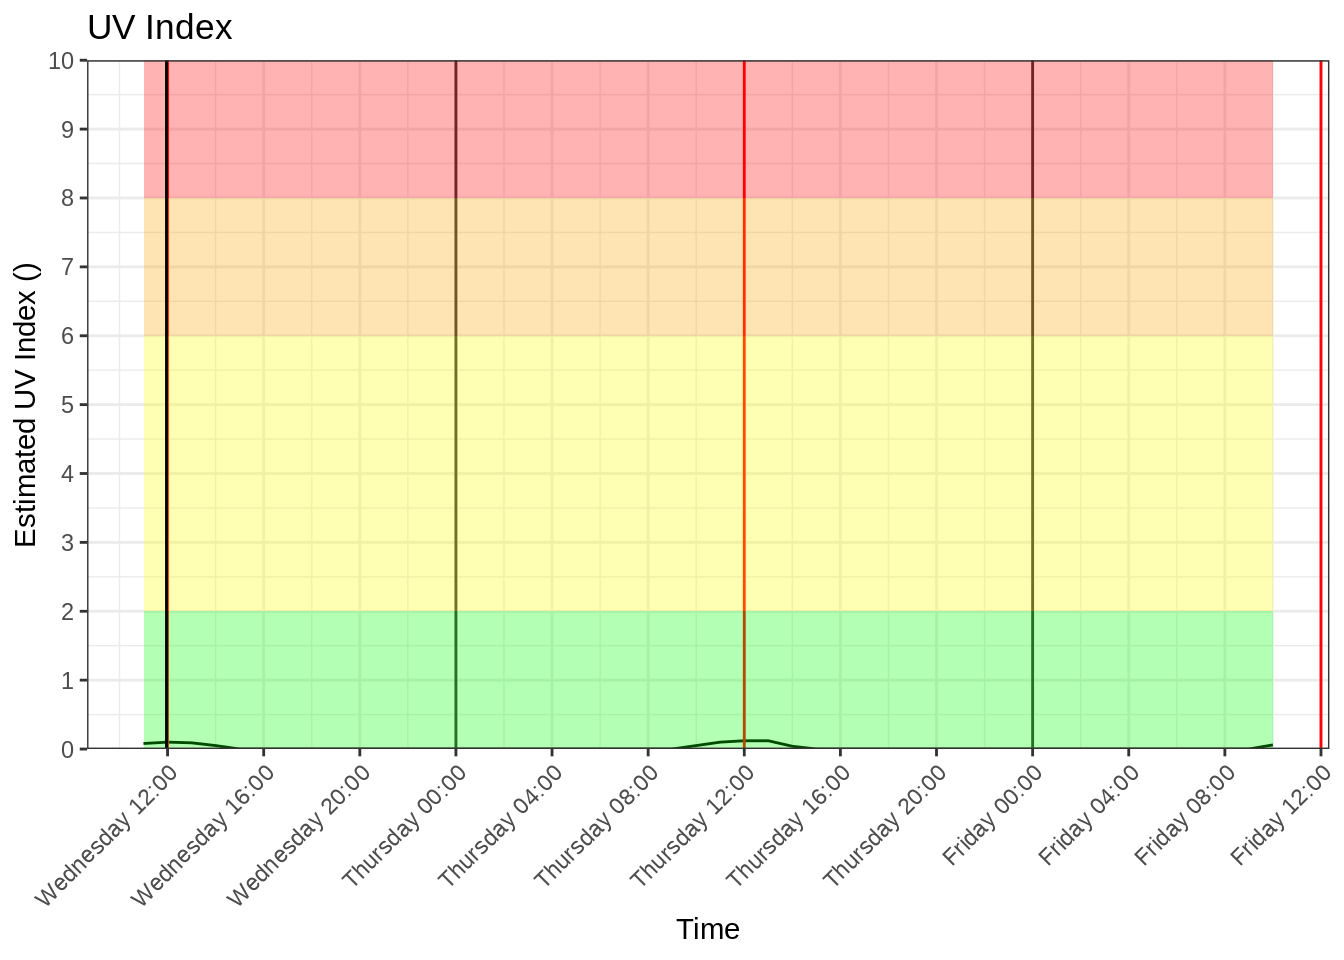 UV Index
Estimated UV Index ()
10
9
8
7
6
5
4
3
2
1
0
Wednesday 12:00
Wednesday 16:00
Wednesday 20:00
Thursday 00:00
Thursday 04:00
Thursday 08:00
Thursday 12:00
Thursday 16:00
Thursday 20:00
Friday 00:00
Friday 04:00
Friday 08:00
Friday 12:00
Time